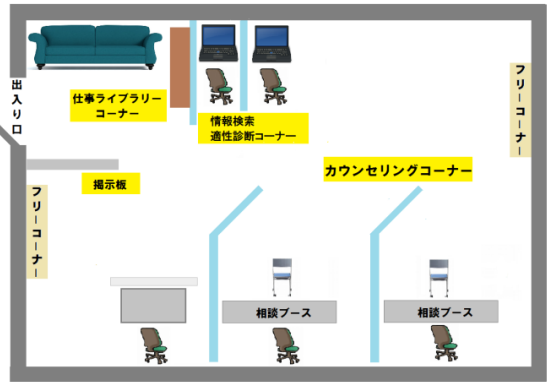 出入り口
仕事ライブラリー
コーナー
情報検索
適性診断コーナー
フリーコーナー
掲示板
カウンセリングコーナー
フリーコーナー
相談ブース
相談ブース